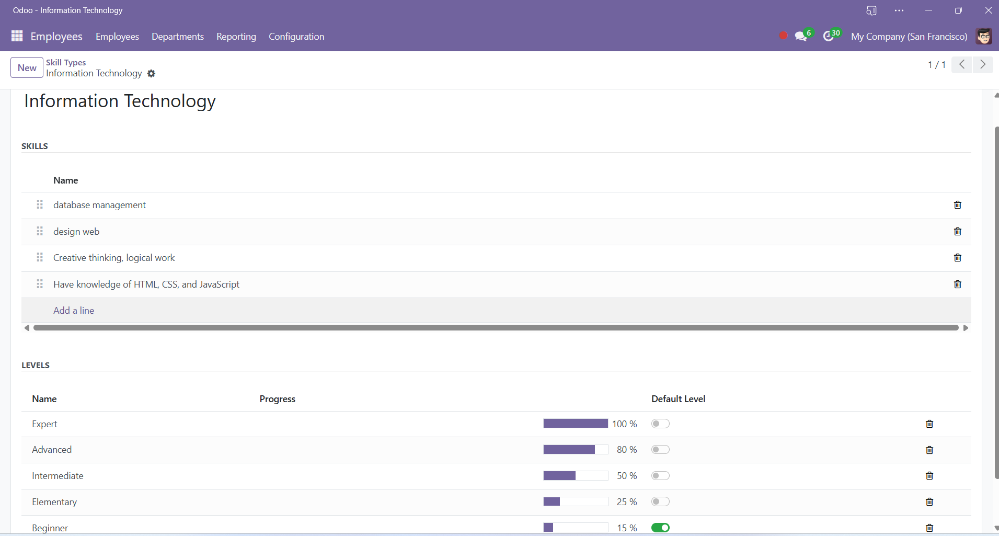 Odoo - Information Technology
Employees Employees Departments Reporting Configuration 6 30 My Company (San Francisco)
New Skill Types 1 / 1
Information Technology
Information Technology
SKILLS
Name
database management
design web
Creative thinking, logical work
Have knowledge of HTML, CSS, and JavaScript
Add a line
LEVELS
Name Progress Default Level
Expert 100 %
Advanced 80 %
Intermediate 50 %
Elementary 25 %
Beginner 15 %